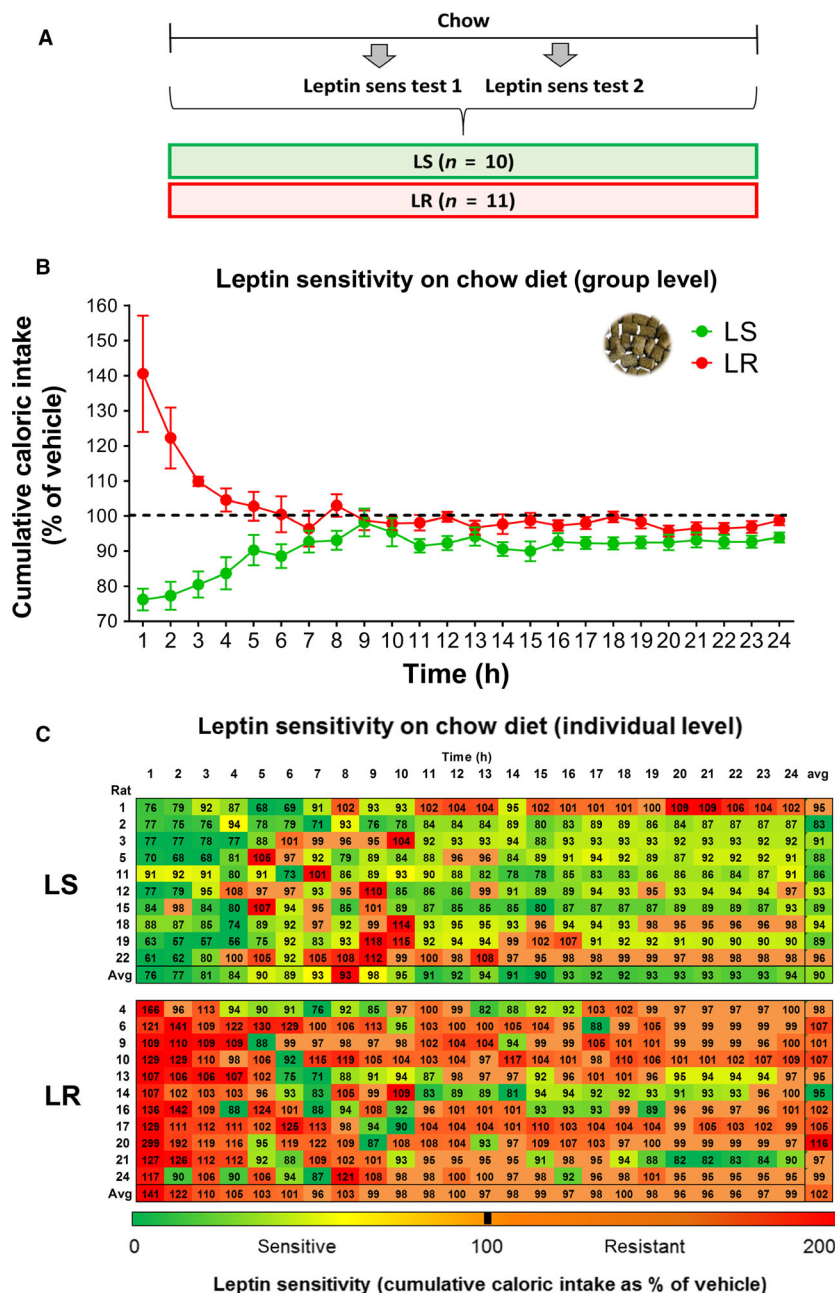 A
Chow
Leptin sens test 1 Leptin sens test 2
LS (n = 10)
LR (n = 11)
B
Leptin sensitivity on chow diet (group level)
Cumulative caloric intake
(% of vehicle)
160
150
140
130
120
110
100
90
80
70
LS
LR
1 2 3 4 5 6 7 8 9 10 11 12 13 14 15 16 17 18 19 20 21 22 23 24
Time (h)
C
Leptin sensitivity on chow diet (individual level)
Time (h)
1 2 3 4 5 6 7 8 9 10 11 12 13 14 15 16 17 18 19 20 21 22 23 24 avg
Rat
1 76 79 92 87 68 69 91 102 93 93 102 104 104 95 102 101 101 101 100 109 109 106 104 102 95
2 77 75 76 94 78 79 71 93 76 78 84 84 89 80 83 89 89 86 84 87 87 87 87 83
3 77 77 78 77 88 101 96 99 96 95 104 92 93 93 94 88 93 94 92 92 93 93 93 92 93 91
5 70 68 68 81 105 97 92 79 89 84 88 96 96 84 89 91 94 92 89 87 92 92 92 91 88
11 91 92 91 80 91 73 101 86 89 93 90 88 84 78 78 85 83 83 84 86 86 84 84 91 86
12 77 79 95 108 97 97 93 95 110 86 86 86 99 91 89 89 94 93 95 93 94 94 94 97 93
15 84 98 84 80 107 94 95 85 101 89 87 85 85 85 80 87 87 87 88 89 89 87 87 93 89
18 87 88 85 74 89 92 97 92 99 114 93 95 95 93 96 94 94 93 98 95 95 96 98 98 94
19 63 57 57 56 75 92 83 93 118 115 92 94 94 99 102 107 91 92 92 91 90 90 90 90 89
22 61 62 80 100 105 92 105 108 112 99 100 98 108 98 98 98 98 98 98 98 98 98 98 98 96
Avg 76 77 81 84 90 89 93 93 98 95 91 92 94 91 90 93 92 92 92 93 93 93 93 94 90
LS
4 166 96 113 94 90 91 76 92 85 97 100 99 82 88 92 92 103 102 99 97 97 97 97 100 98
6 121 141 109 122 130 129 100 106 113 95 103 100 100 105 104 95 88 99 105 99 99 99 99 96 107
9 109 110 109 109 88 99 97 98 97 92 102 104 104 94 99 99 105 101 101 99 99 99 99 101 101
10 129 129 110 98 106 92 115 119 105 104 103 104 97 117 104 101 98 110 106 101 102 101 102 107 109 107
13 107 106 106 107 102 75 71 88 91 94 87 98 97 97 92 96 101 101 96 95 94 94 94 97 95
14 107 102 103 103 96 93 83 105 99 109 83 89 89 81 94 94 92 92 93 91 93 93 96 100 95
16 136 142 109 88 124 101 88 94 108 92 96 101 101 101 93 93 93 99 89 96 96 96 96 101 102
17 129 111 112 111 102 125 113 98 94 90 104 101 101 101 110 103 104 104 104 99 105 103 102 99 105
20 299 192 119 116 95 119 122 109 87 108 108 104 93 97 109 107 103 97 100 99 99 99 99 97 116
21 127 126 112 112 92 88 109 102 101 93 95 95 95 95 91 98 95 94 88 82 82 83 84 90 97
24 117 90 106 90 106 94 87 121 108 98 98 100 100 97 98 92 96 98 98 98 98 98 98 98 99
Avg 141 122 110 105 103 101 96 103 99 98 98 100 97 98 99 97 98 100 98 96 96 96 97 99 102
LR
0 Sensitive 100 Resistant 200
Leptin sensitivity (cumulative caloric intake as % of vehicle)